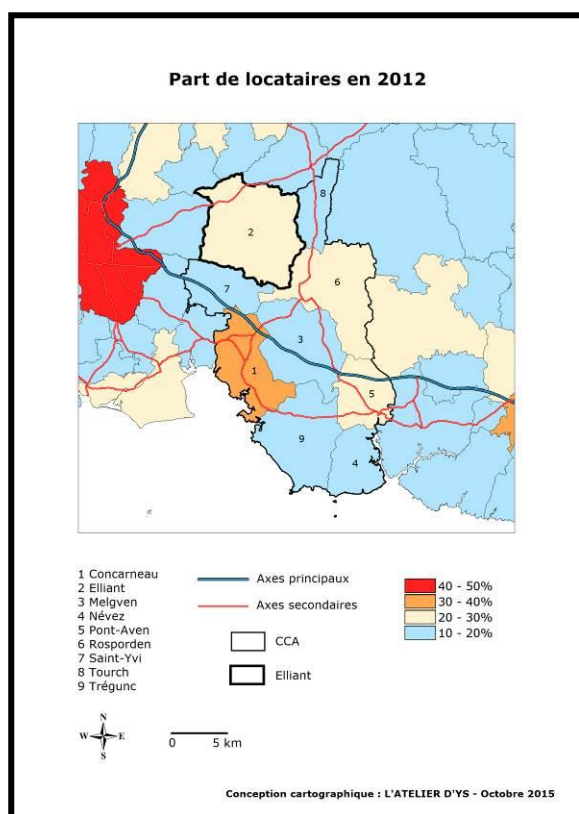 Part de locataires en 2012
8
2
6
7
3
1
5
9
4
1 Concarneau
2 Elliant
3 Melgven
4 Névez
5 Pont-Aven
6 Rosporden
7 Saint-Yvi
8 Tourch
9 Trégunc
Axes principaux
Axes secondaires
CCA
Elliant
40 - 50%
30 - 40%
20 - 30%
10 - 20%
N
W E
S
0 5 km
Conception cartographique : L'ATELIER D'YS - Octobre 2015